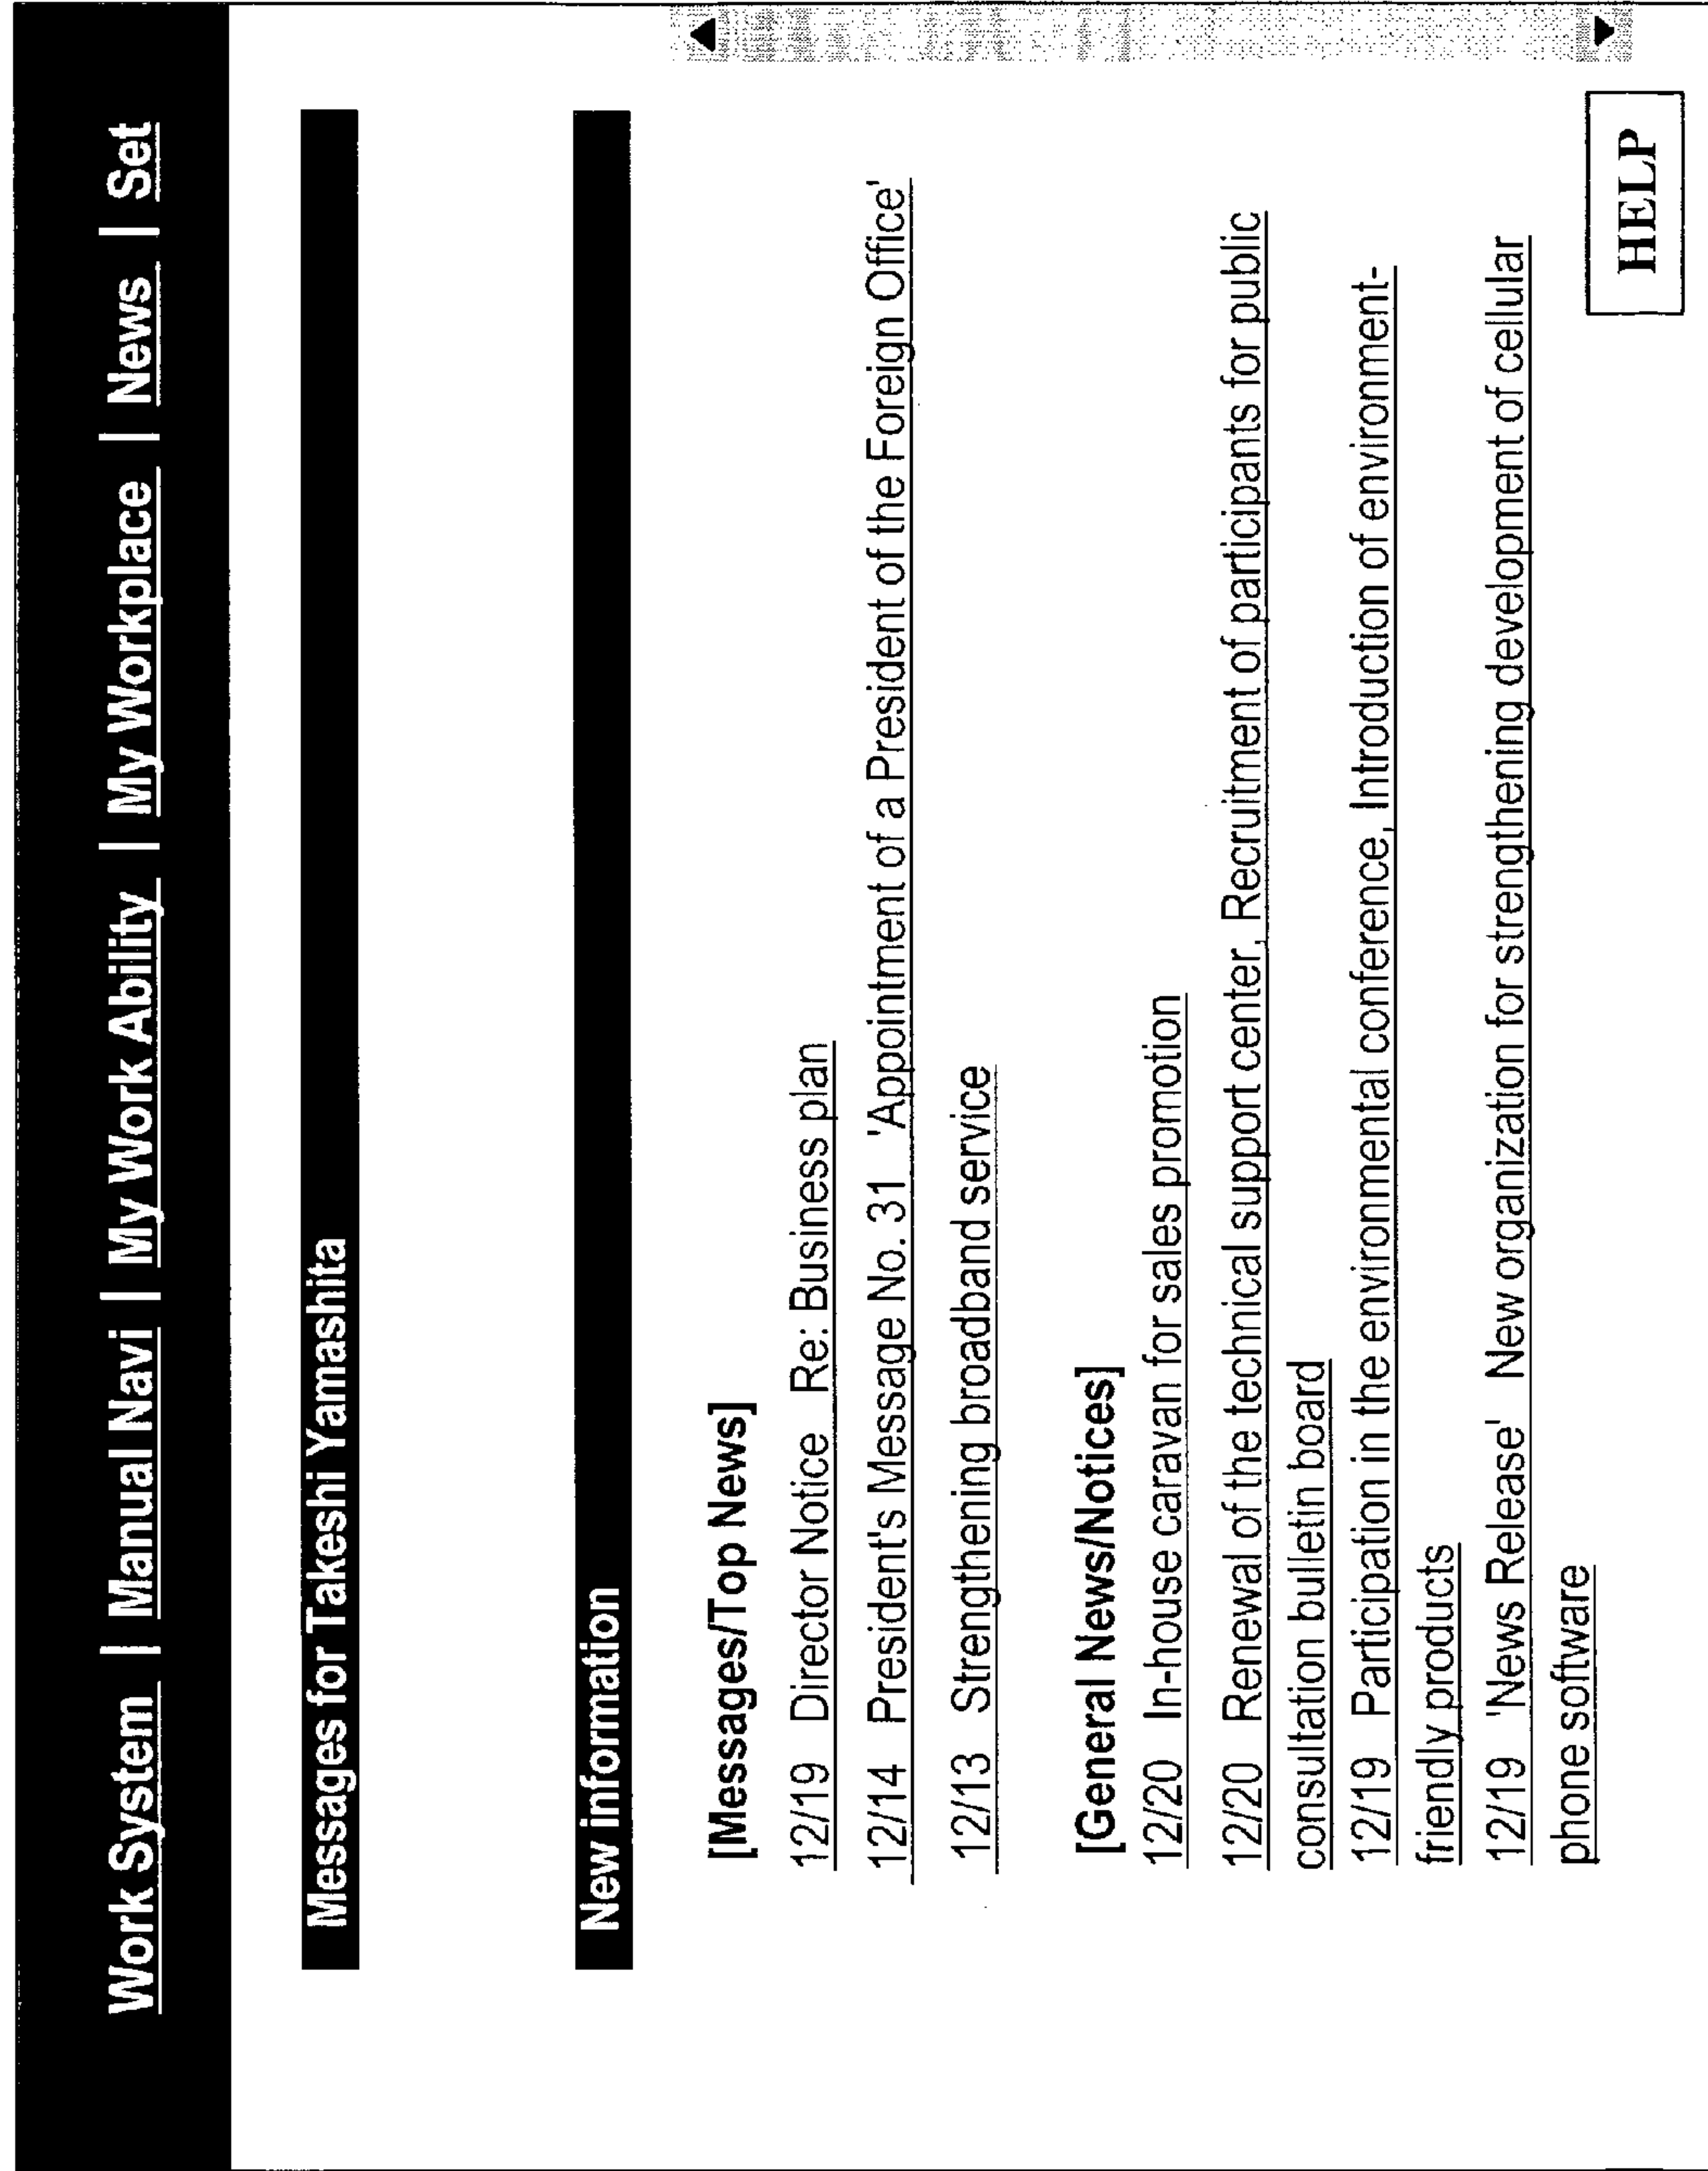 Work System | Manual Navi | My Work Ability | My Workplace | News | Set
Messages for Takeshi Yamashita
New information
[Messages/Top News]
12/19 Director Notice Re: Business plan
12/14 President's Message No. 31 'Appointment of a President of the Foreign Office'
12/13 Strengthening broadband service
[General News/Notices]
12/20 In-house caravan for sales promotion
12/20 Renewal of the technical support center, Recruitment of participants for public
consultation bulletin board
12/19 Participation in the environmental conference, Introduction of environment-
friendly products
12/19 'News Release' New organization for strengthening development of cellular
phone software
HELP